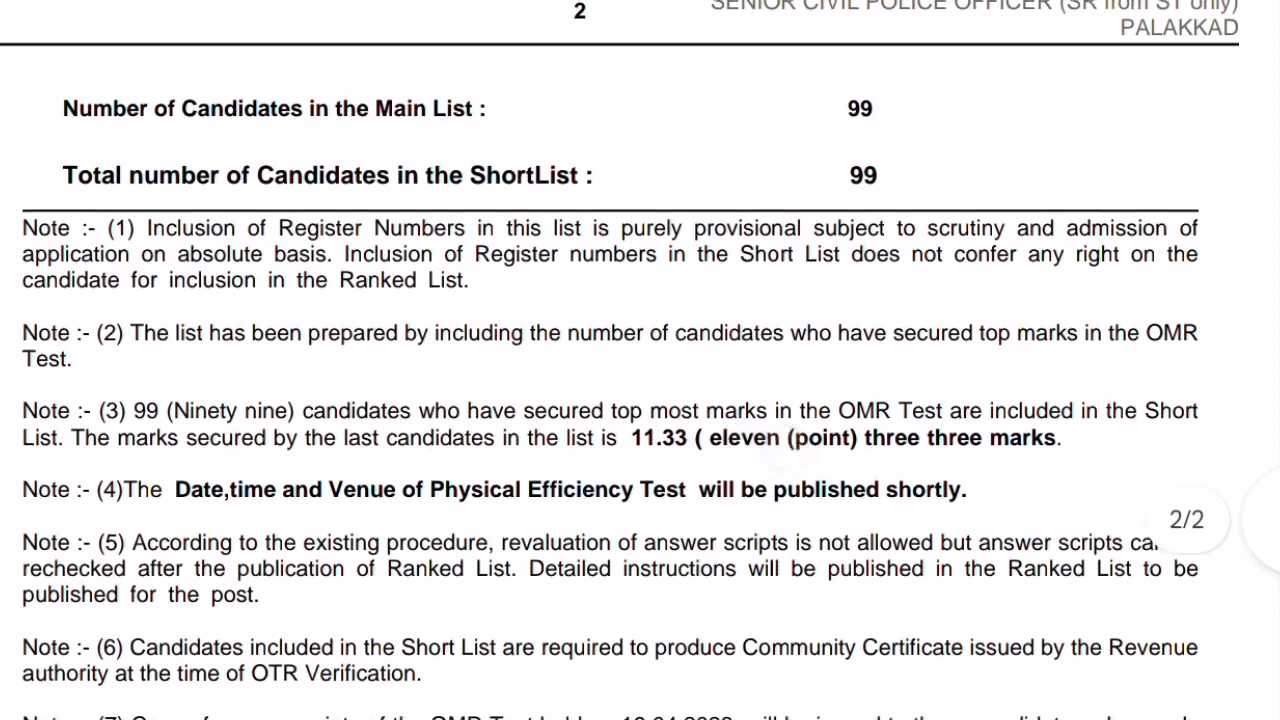 2
SENIOR CIVIL POLICE OFFICER (SR from ST only)
PALAKKAD
Number of Candidates in the Main List : 99
Total number of Candidates in the ShortList : 99
Note :- (1) Inclusion of Register Numbers in this list is purely provisional subject to scrutiny and admission of
application on absolute basis. Inclusion of Register numbers in the Short List does not confer any right on the
candidate for inclusion in the Ranked List.
Note :- (2) The list has been prepared by including the number of candidates who have secured top marks in the OMR
Test.
Note :- (3) 99 (Ninety nine) candidates who have secured top most marks in the OMR Test are included in the Short
List. The marks secured by the last candidates in the list is 11.33 ( eleven (point) three three marks.
Note :- (4)The Date,time and Venue of Physical Efficiency Test will be published shortly.
2/2
Note :- (5) According to the existing procedure, revaluation of answer scripts is not allowed but answer scripts
rechecked after the publication of Ranked List. Detailed instructions will be published in the Ranked List to be
published for the post.
Note :- (6) Candidates included in the Short List are required to produce Community Certificate issued by the Revenue
authority at the time of OTR Verification.